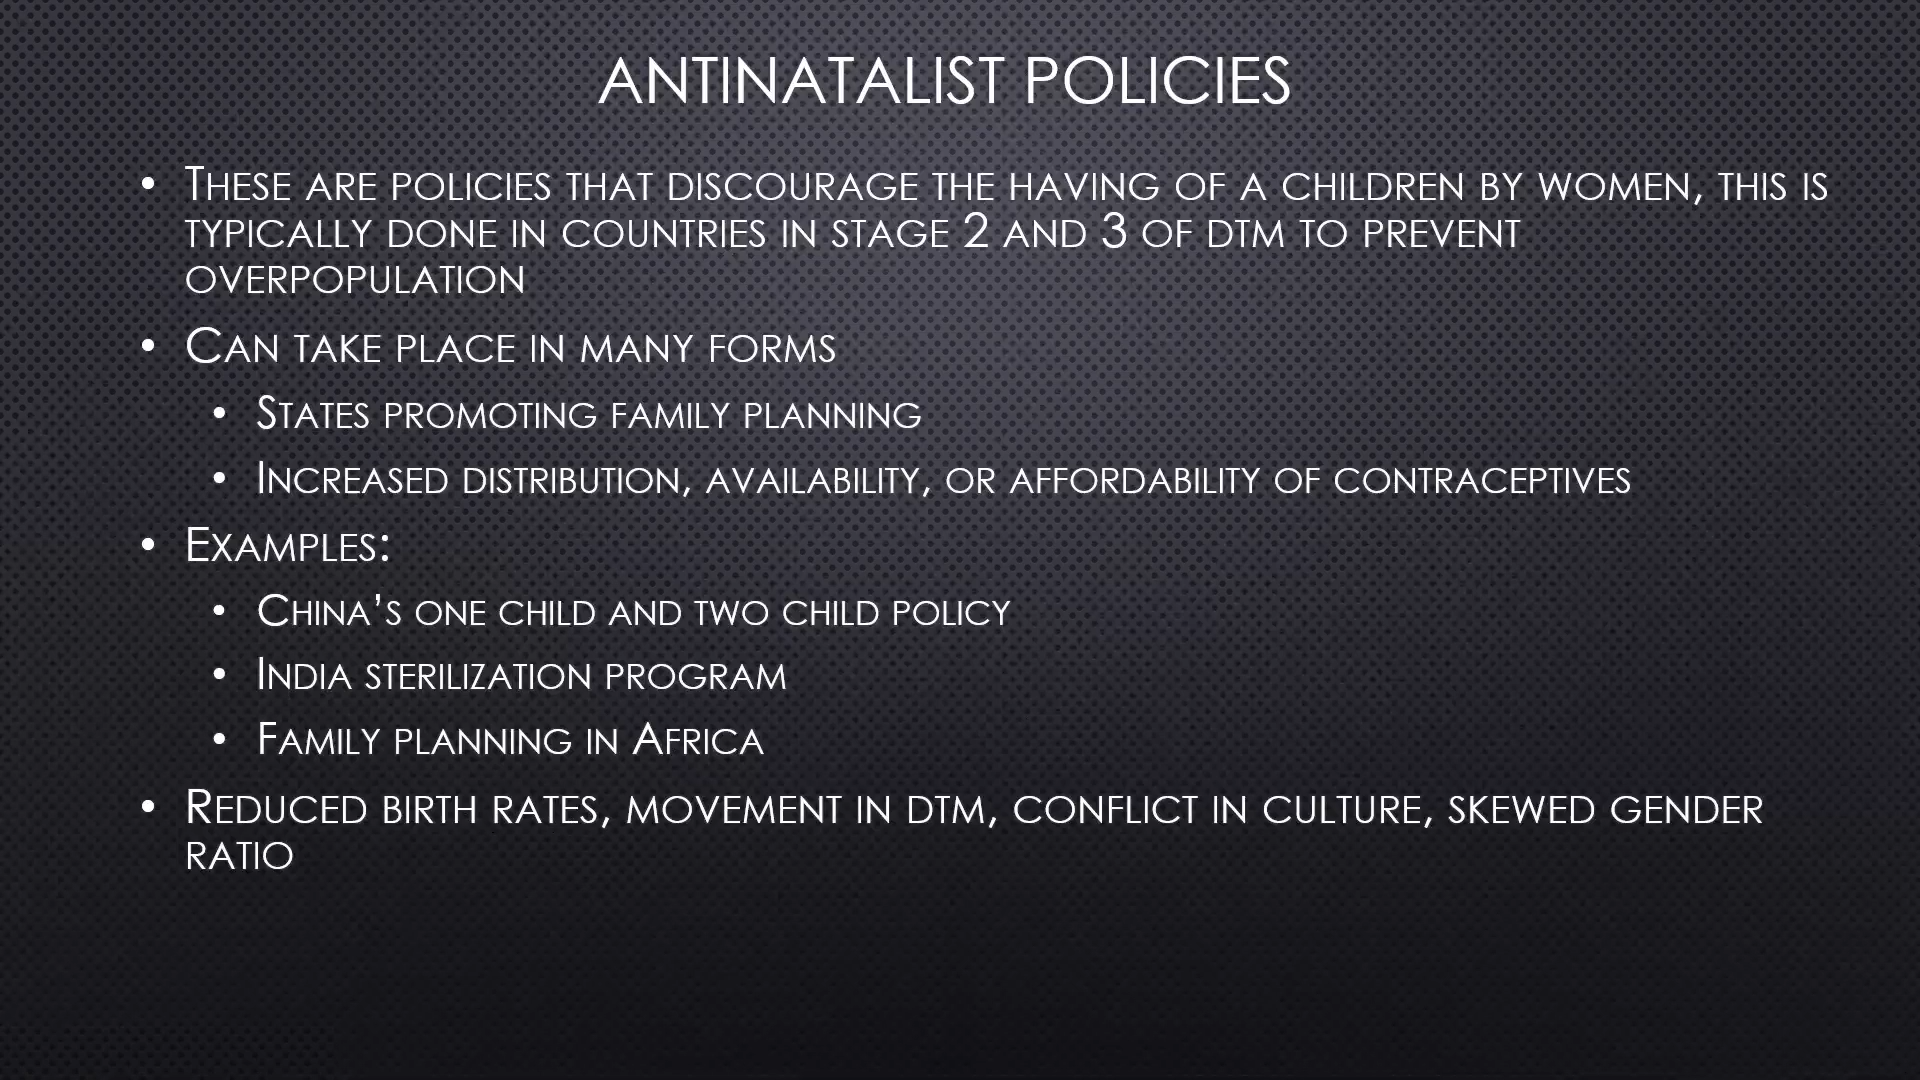 ANTINATALIST POLICIES
• THESE ARE POLICIES THAT DISCOURAGE THE HAVING OF A CHILDREN BY WOMEN, THIS IS
TYPICALLY DONE IN COUNTRIES IN STAGE 2 AND 3 OF DTM TO PREVENT
OVERPOPULATION
• CAN TAKE PLACE IN MANY FORMS
• STATES PROMOTING FAMILY PLANNING
• INCREASED DISTRIBUTION, AVAILABILITY, OR AFFORDABILITY OF CONTRACEPTIVES
• EXAMPLES:
• CHINA’S ONE CHILD AND TWO CHILD POLICY
• INDIA STERILIZATION PROGRAM
• FAMILY PLANNING IN AFRICA
• REDUCED BIRTH RATES, MOVEMENT IN DTM, CONFLICT IN CULTURE, SKEWED GENDER
RATIO